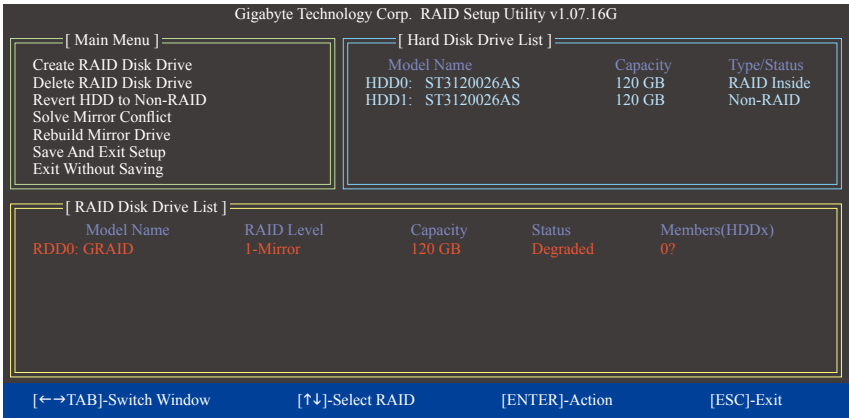 Gigabyte Technology Corp. RAID Setup Utility v1.07.16G
[ Main Menu ]
Create RAID Disk Drive
Delete RAID Disk Drive
Revert HDD to Non-RAID
Solve Mirror Conflict
Rebuild Mirror Drive
Save And Exit Setup
Exit Without Saving
[ Hard Disk Drive List ]
Model Name Capacity Type/Status
HDD0: ST3120026AS 120 GB RAID Inside
HDD1: ST3120026AS 120 GB Non-RAID
[ RAID Disk Drive List ]
Model Name RAID Level Capacity Status Members(HDDx)
RDD0: GRAID 1-Mirror 120 GB Degraded 0?
[←→TAB]-Switch Window [↑↓]-Select RAID [ENTER]-Action [ESC]-Exit